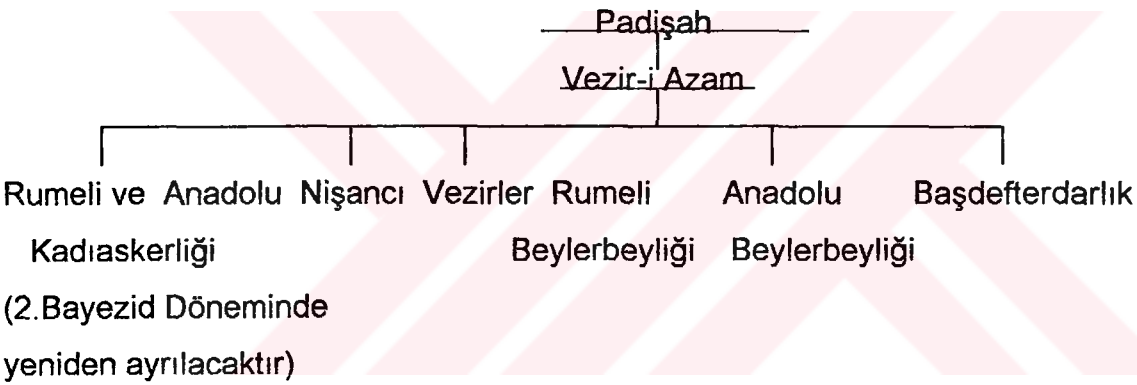 Padişah
Vezir-i Azam
Rumeli ve Anadolu Nişancı Vezirler Rumeli Anadolu Başdefterdarlık
Kadıaskerliği Beylerbeyliği Beylerbeyliği
(2.Bayezid Döneminde
yeniden ayrılacaktır)